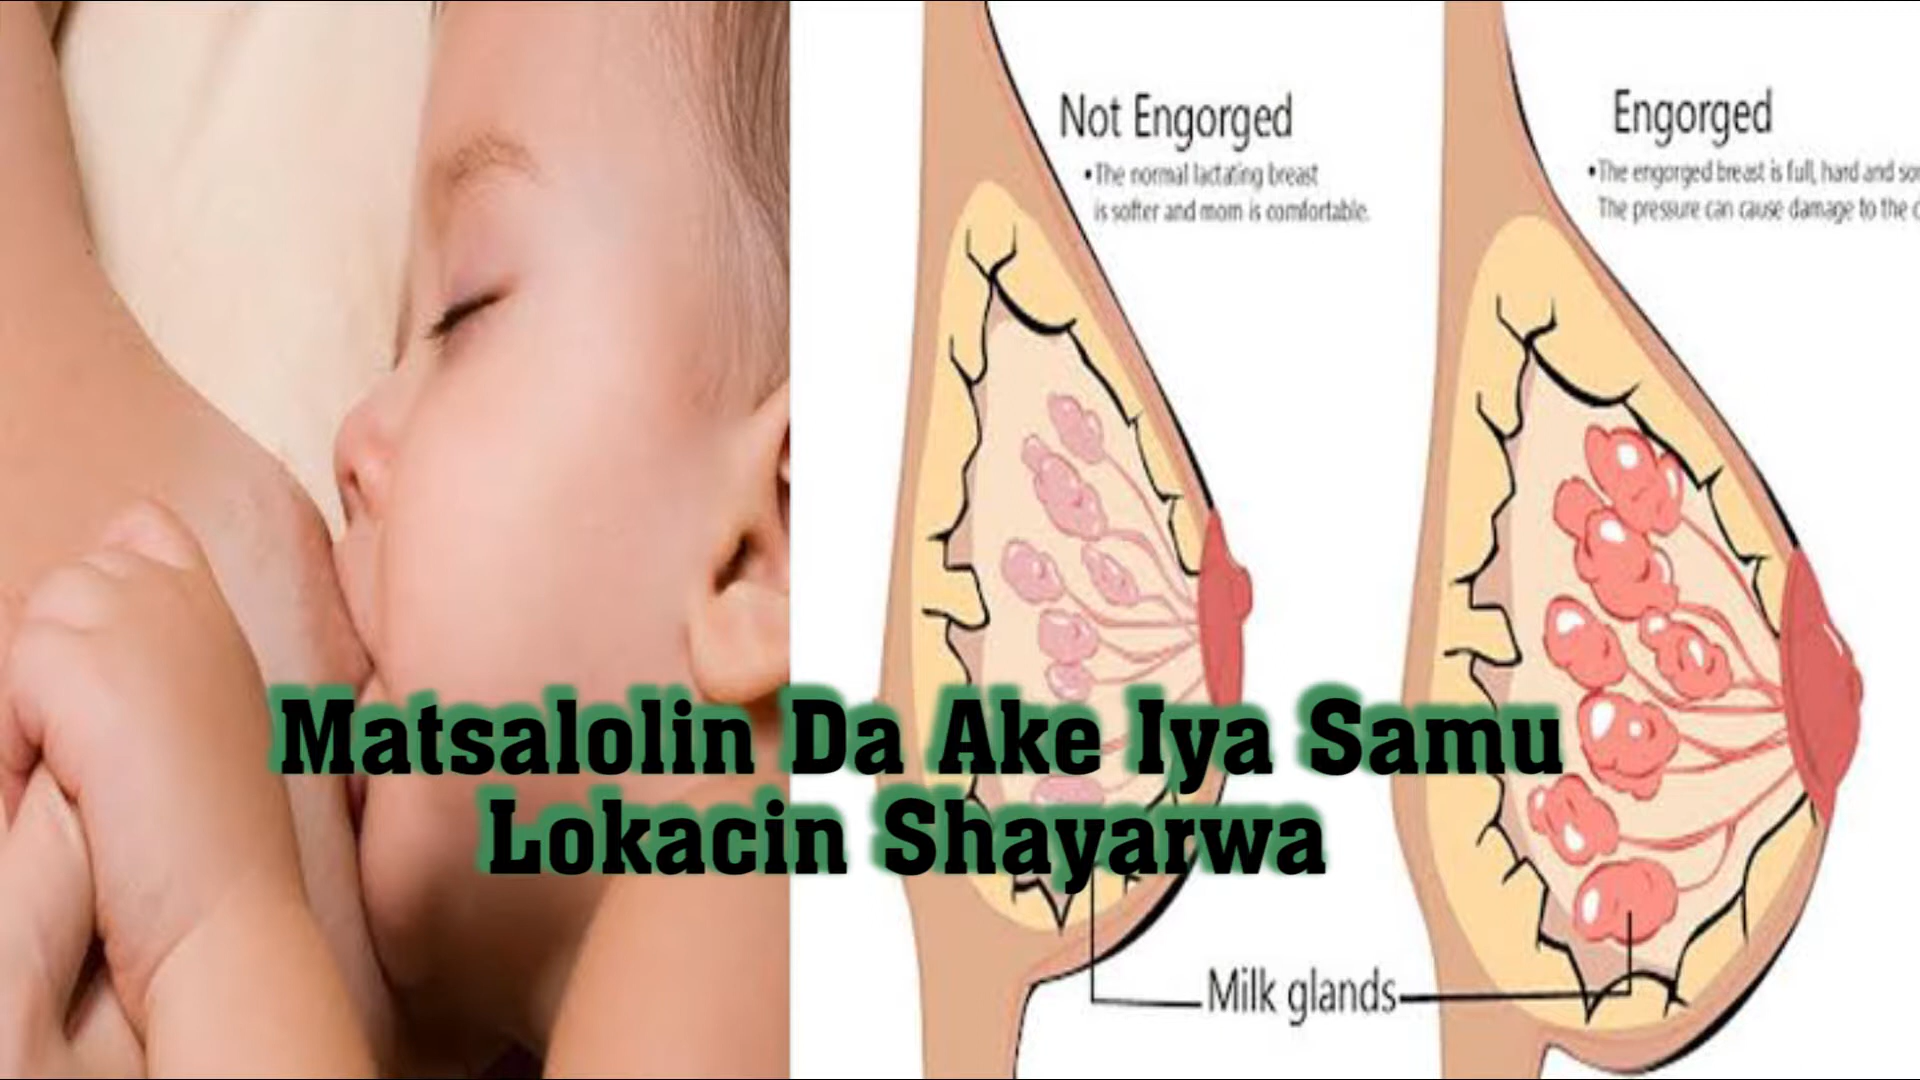 Not Engorged
•The normal lactating breast
is softer and mom is comfortable.
Engorged
•The engorged breast is full, hard and
The pressure can cause damage to the
Matsalolin Da Ake Iya Samu
Lokacin Shayarwa
Milk glands